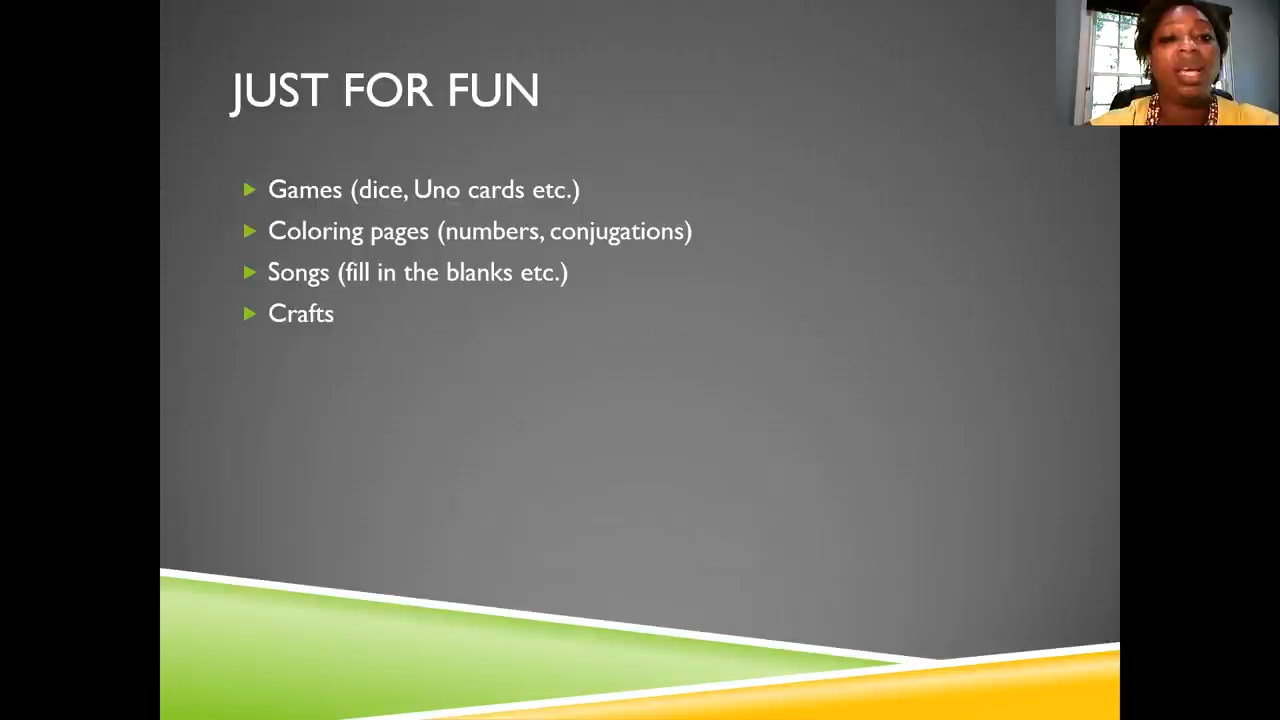 JUST FOR FUN
Games (dice, Uno cards etc.)
Coloring pages (numbers, conjugations)
Songs (fill in the blanks etc.)
Crafts